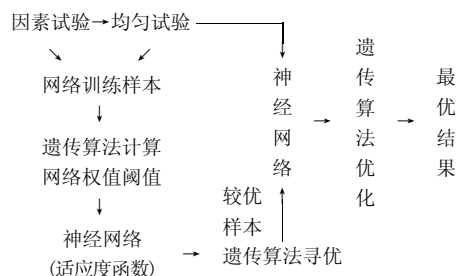 因素试验→均匀试验
网络训练样本
遗传算法计算
网络权值阈值
神经网络
(适应度函数)
较优
样本
遗传算法寻优
神经网络
遗传算法优化
最优结果